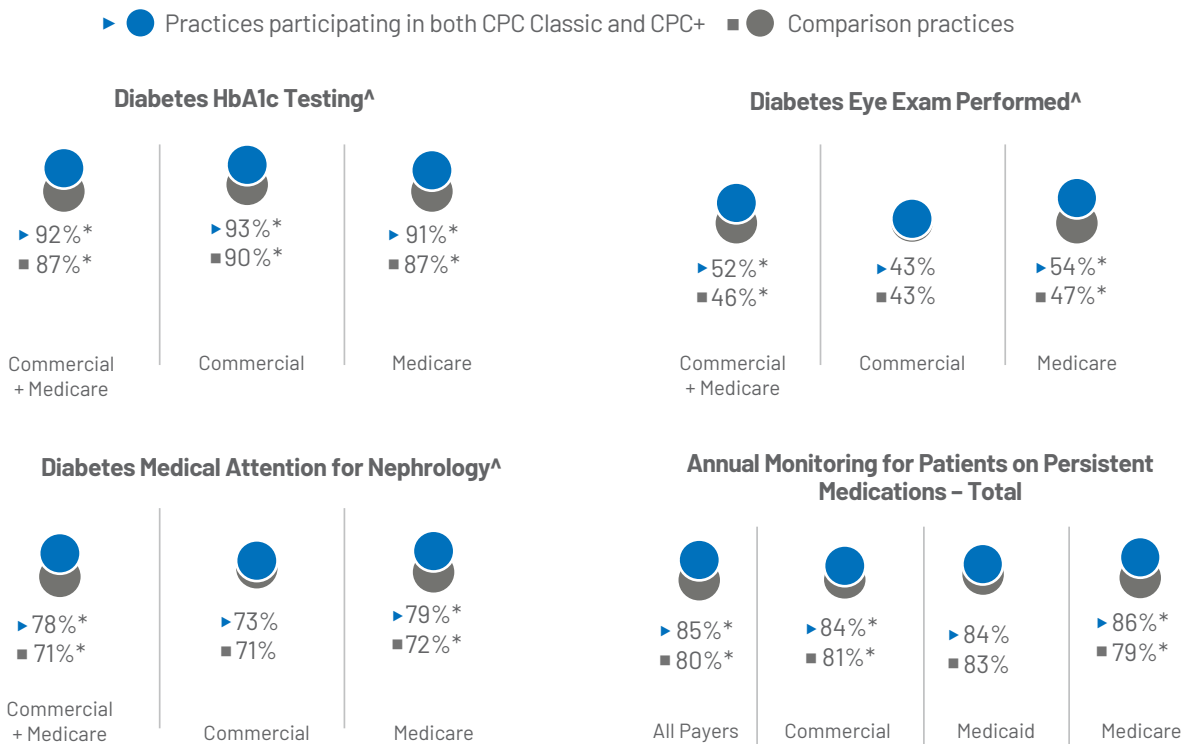 ▶ Practices participating in both CPC Classic and CPC+ ■ Comparison practices
Diabetes HbA1c Testing^
▶ 92%*
■ 87%*
Commercial
+ Medicare
▶ 93%*
■ 90%*
Commercial
▶ 91%*
■ 87%*
Medicare
Diabetes Eye Exam Performed^
▶ 52%*
■ 46%*
Commercial
+ Medicare
▶ 43%
■ 43%
Commercial
▶ 54%*
■ 47%*
Medicare
Diabetes Medical Attention for Nephrology^
▶ 78%*
■ 71%*
Commercial
+ Medicare
▶ 73%
■ 71%
Commercial
▶ 79%*
■ 72%*
Medicare
Annual Monitoring for Patients on Persistent
Medications – Total
▶ 85%*
■ 80%*
All Payers
▶ 84%*
■ 81%*
Commercial
▶ 84%
■ 83%
Medicaid
▶ 86%*
■ 79%*
Medicare